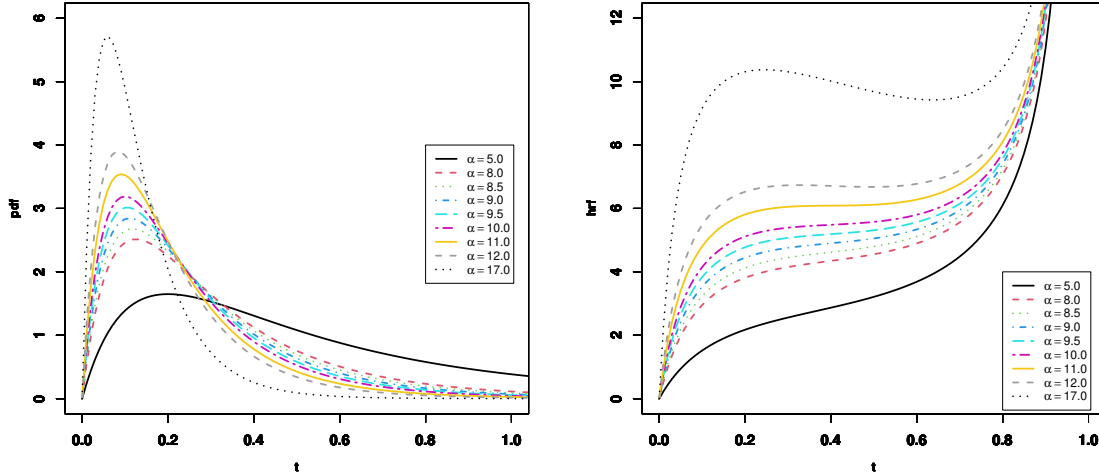 pdf
6
5
4
3
2
1
0
0.0 0.2 0.4 0.6 0.8 1.0
t
α = 5.0
α = 8.0
α = 8.5
α = 9.0
α = 9.5
α = 10.0
α = 11.0
α = 12.0
α = 17.0
hrf
12
10
8
6
4
2
0
0.0 0.2 0.4 0.6 0.8 1.0
t
α = 5.0
α = 8.0
α = 8.5
α = 9.0
α = 9.5
α = 10.0
α = 11.0
α = 12.0
α = 17.0